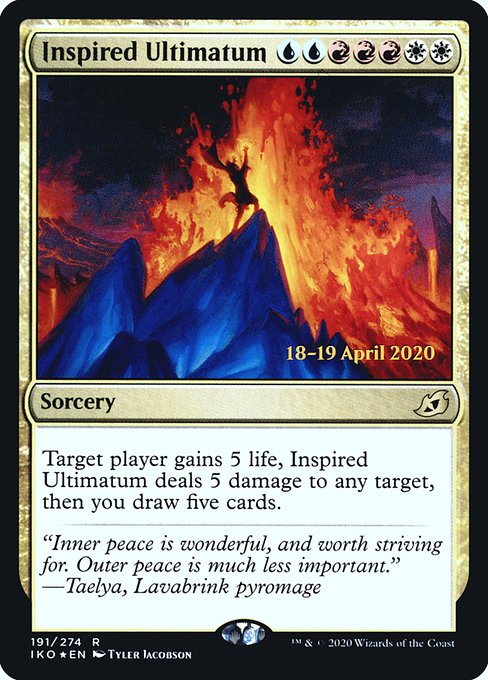 Inspired Ultimatum
18–19 April 2020
Sorcery
Target player gains 5 life, Inspired
Ultimatum deals 5 damage to any target,
then you draw five cards.
“Inner peace is wonderful, and worth striving
for. Outer peace is much less important.”
—Taelya, Lavabrink pyromage
191/274 R
IKO★EN Tyler Jacobson
™ & © 2020 Wizards of the Coast